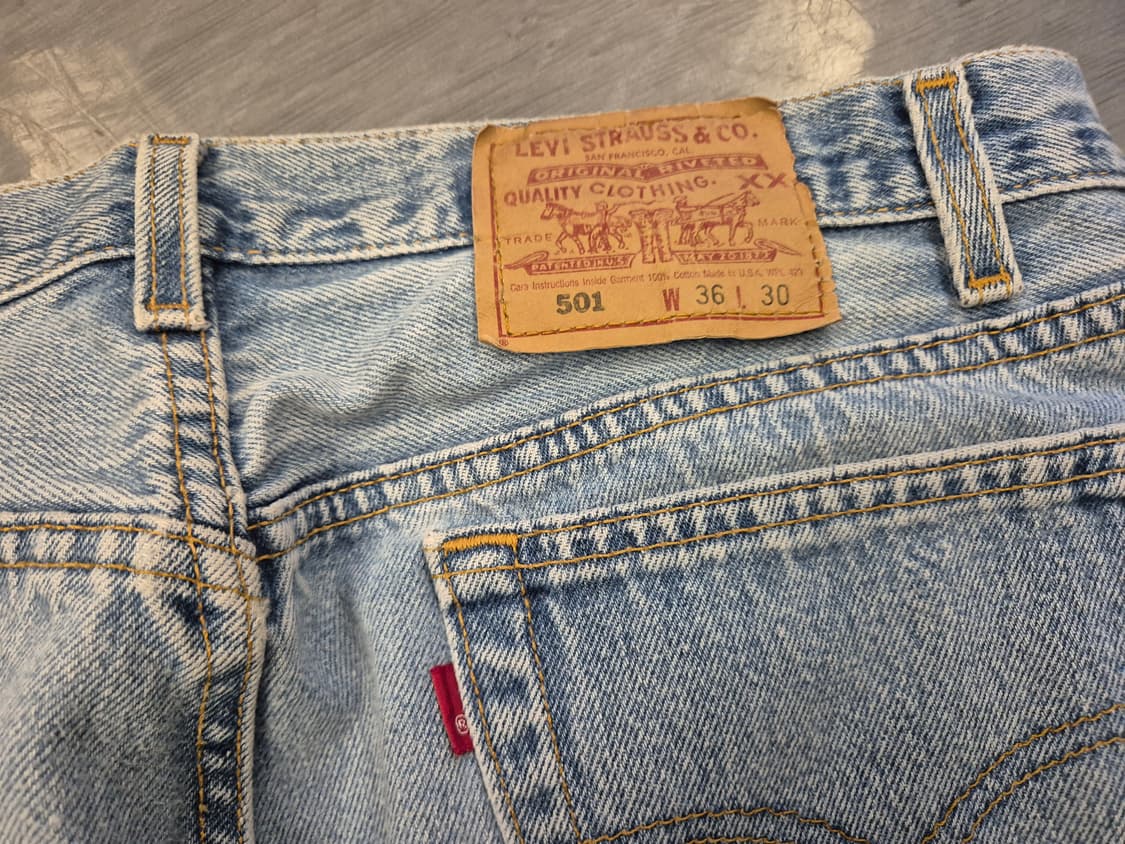 LEVI STRAUSS & CO.
SAN FRANCISCO, CAL.
ORIGINAL RIVETED
QUALITY CLOTHING. XX
TRADE MARK
PATENTED IN U.S. MAY 20 1873
Care Instructions Inside Garment 100% Cotton Made in U.S.A. WPL 423
501 W 36 L 30
®
®